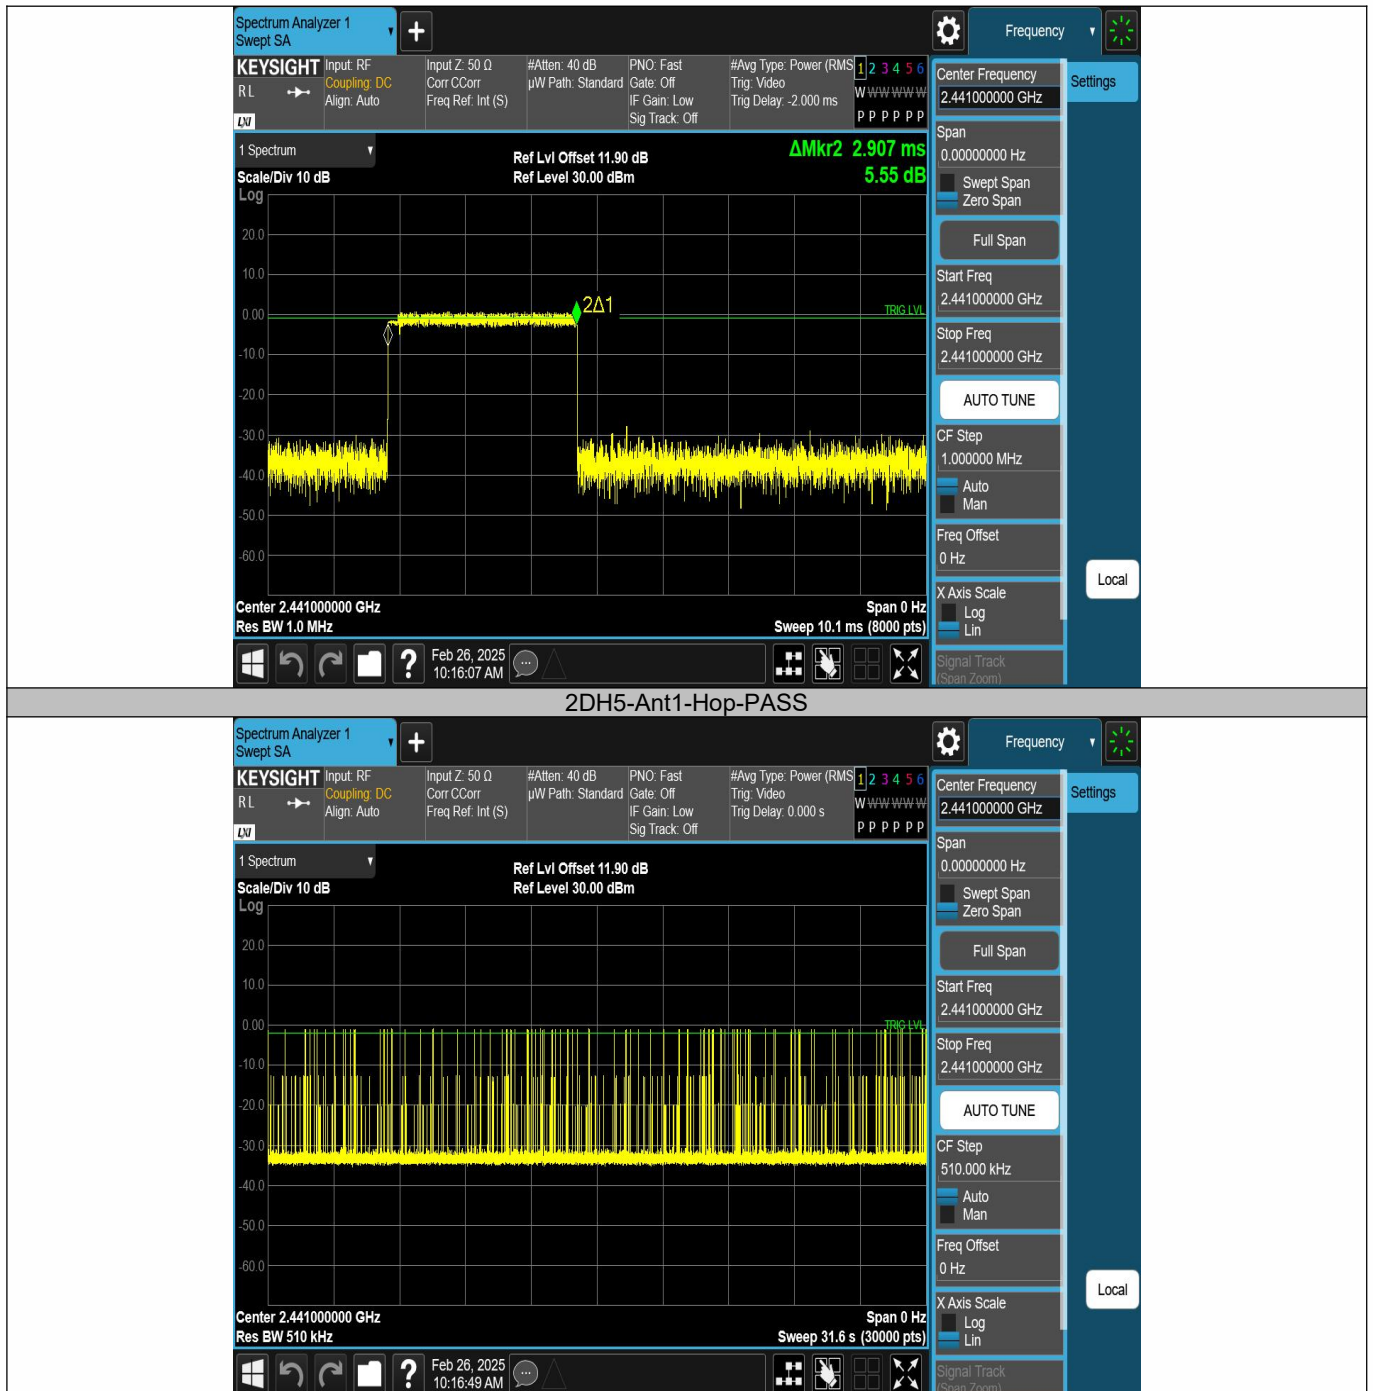 Spectrum Analyzer 1
Swept SA
+
Frequency
KEYSIGHT
RL
LXI
Input: RF
Coupling: DC
Align: Auto
Input Z: 50 Ω
Corr CCorr
Freq Ref: Int (S)
#Atten: 40 dB
µW Path: Standard
PNO: Fast
Gate: Off
IF Gain: Low
Sig Track: Off
#Avg Type: Power (RMS
Trig: Video
Trig Delay: -2.000 ms
1 2 3 4 5 6
W W W W W W
P P P P P P
1 Spectrum
Scale/Div 10 dB
Log
Ref Lvl Offset 11.90 dB
Ref Level 30.00 dBm
ΔMkr2 2.907 ms
5.55 dB
20.0
10.0
0.00
-10.0
-20.0
-30.0
-40.0
-50.0
-60.0
2Δ1
TRIG LVL
Center 2.441000000 GHz
Res BW 1.0 MHz
Span 0 Hz
Sweep 10.1 ms (8000 pts)
Feb 26, 2025
10:16:07 AM
Center Frequency
2.441000000 GHz
Settings
Span
0.00000000 Hz
Swept Span
Zero Span
Full Span
Start Freq
2.441000000 GHz
Stop Freq
2.441000000 GHz
AUTO TUNE
CF Step
1.000000 MHz
Auto
Man
Freq Offset
0 Hz
X Axis Scale
Log
Lin
Local
Signal Track
(Span Zoom)
2DH5-Ant1-Hop-PASS
Spectrum Analyzer 1
Swept SA
+
Frequency
KEYSIGHT
RL
LXI
Input: RF
Coupling: DC
Align: Auto
Input Z: 50 Ω
Corr CCorr
Freq Ref: Int (S)
#Atten: 40 dB
µW Path: Standard
PNO: Fast
Gate: Off
IF Gain: Low
Sig Track: Off
#Avg Type: Power (RMS
Trig: Video
Trig Delay: 0.000 s
1 2 3 4 5 6
W W W W W W
P P P P P P
1 Spectrum
Scale/Div 10 dB
Log
Ref Lvl Offset 11.90 dB
Ref Level 30.00 dBm
20.0
10.0
0.00
-10.0
-20.0
-30.0
-40.0
-50.0
-60.0
TRIG LVL
Center 2.441000000 GHz
Res BW 510 kHz
Span 0 Hz
Sweep 31.6 s (30000 pts)
Feb 26, 2025
10:16:49 AM
Center Frequency
2.441000000 GHz
Settings
Span
0.00000000 Hz
Swept Span
Zero Span
Full Span
Start Freq
2.441000000 GHz
Stop Freq
2.441000000 GHz
AUTO TUNE
CF Step
510.000 kHz
Auto
Man
Freq Offset
0 Hz
X Axis Scale
Log
Lin
Local
Signal Track
(Span Zoom)